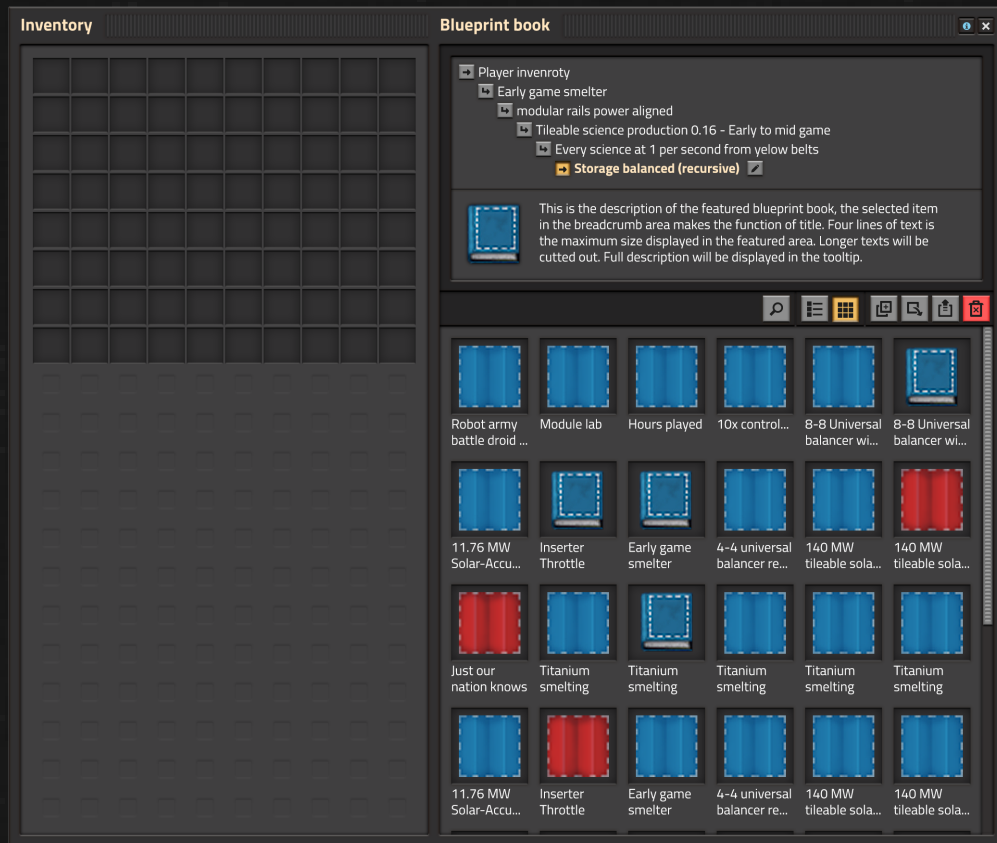 Inventory
Blueprint book
Player invenroty
Early game smelter
modular rails power aligned
Tileable science production 0.16 - Early to mid game
Every science at 1 per second from yelow belts
Storage balanced (recursive)
This is the description of the featured blueprint book, the selected item
in the breadcrumb area makes the function of title. Four lines of text is
the maximum size displayed in the featured area. Longer texts will be
cutted out. Full description will be displayed in the tooltip.
Robot army
battle droid ...
Module lab
Hours played
10x control...
8-8 Universal
balancer wi...
8-8 Universal
balancer wi...
11.76 MW
Solar-Accu...
Inserter
Throttle
Early game
smelter
4-4 universal
balancer re...
140 MW
tileable sola...
140 MW
tileable sola...
Just our
nation knows
Titanium
smelting
Titanium
smelting
Titanium
smelting
Titanium
smelting
Titanium
smelting
11.76 MW
Solar-Accu...
Inserter
Throttle
Early game
smelter
4-4 universal
balancer re...
140 MW
tileable sola...
140 MW
tileable sola...